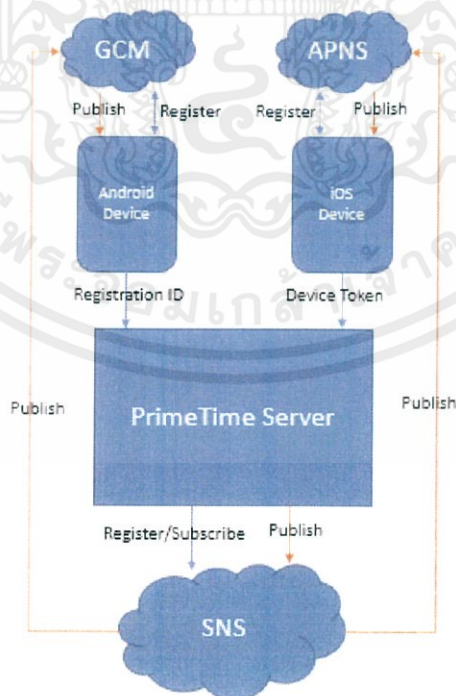 GCM
APNS
Publish
Register
Register
Publish
Android
Device
iOS
Device
Registration ID
Device Token
Publish
Publish
PrimeTime Server
Register/Subscribe
Publish
SNS